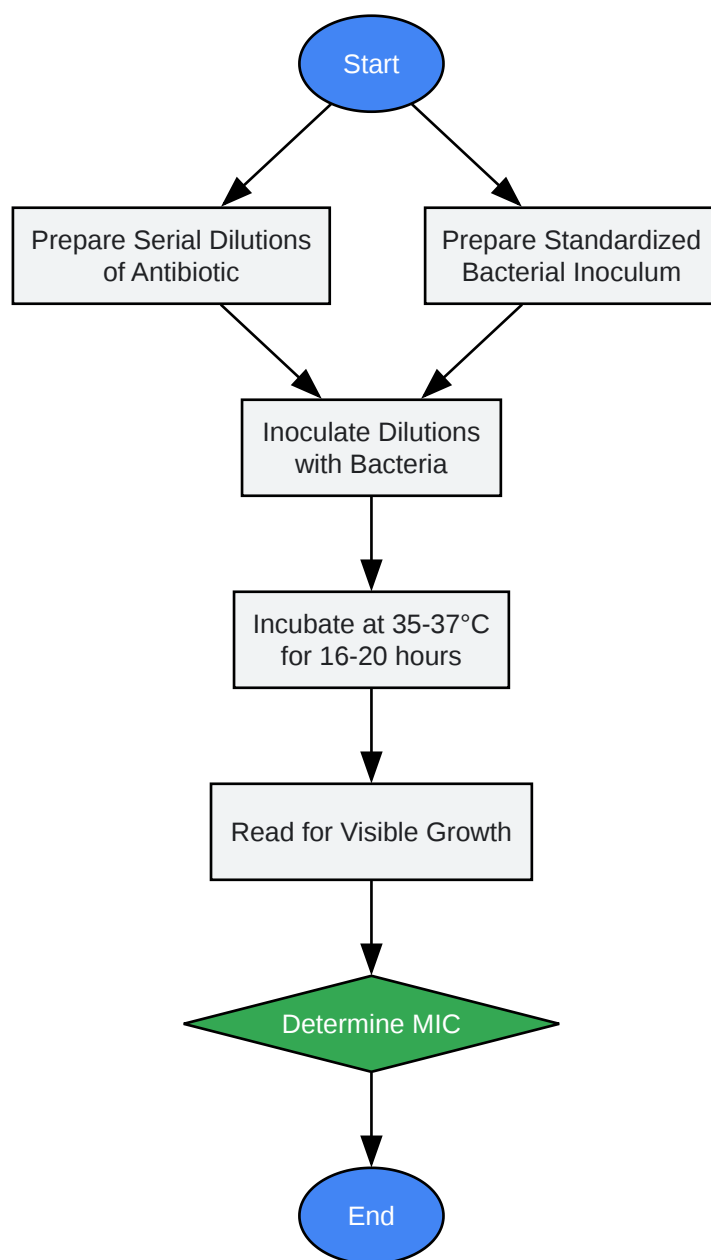 Start
Prepare Serial Dilutions
of Antibiotic
Prepare Standardized
Bacterial Inoculum
Inoculate Dilutions
with Bacteria
Incubate at 35-37°C
for 16-20 hours
Read for Visible Growth
Determine MIC
End